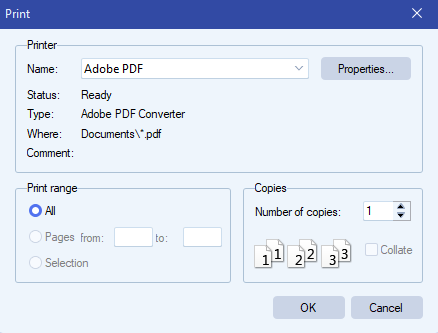 Print
Printer
Name: Adobe PDF Properties...
Status: Ready
Type: Adobe PDF Converter
Where: Documents\*.pdf
Comment:
Print range
All
Pages from: to:
Selection
Copies
Number of copies: 1
1 1 2 2 3 3 Collate
OK Cancel